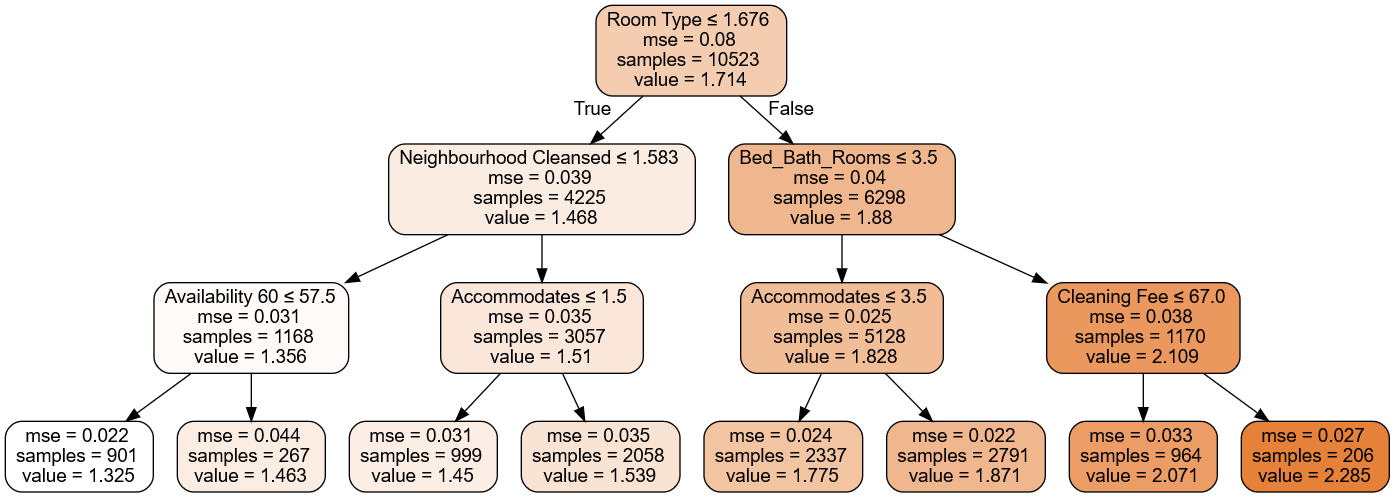 Room Type ≤ 1.676
mse = 0.08
samples = 10523
value = 1.714
True
False
Neighbourhood Cleansed ≤ 1.583
mse = 0.039
samples = 4225
value = 1.468
Bed_Bath_Rooms ≤ 3.5
mse = 0.04
samples = 6298
value = 1.88
Availability 60 ≤ 57.5
mse = 0.031
samples = 1168
value = 1.356
Accommodates ≤ 1.5
mse = 0.035
samples = 3057
value = 1.51
Accommodates ≤ 3.5
mse = 0.025
samples = 5128
value = 1.828
Cleaning Fee ≤ 67.0
mse = 0.038
samples = 1170
value = 2.109
mse = 0.022
samples = 901
value = 1.325
mse = 0.044
samples = 267
value = 1.463
mse = 0.031
samples = 999
value = 1.45
mse = 0.035
samples = 2058
value = 1.539
mse = 0.024
samples = 2337
value = 1.775
mse = 0.022
samples = 2791
value = 1.871
mse = 0.033
samples = 964
value = 2.071
mse = 0.027
samples = 206
value = 2.285